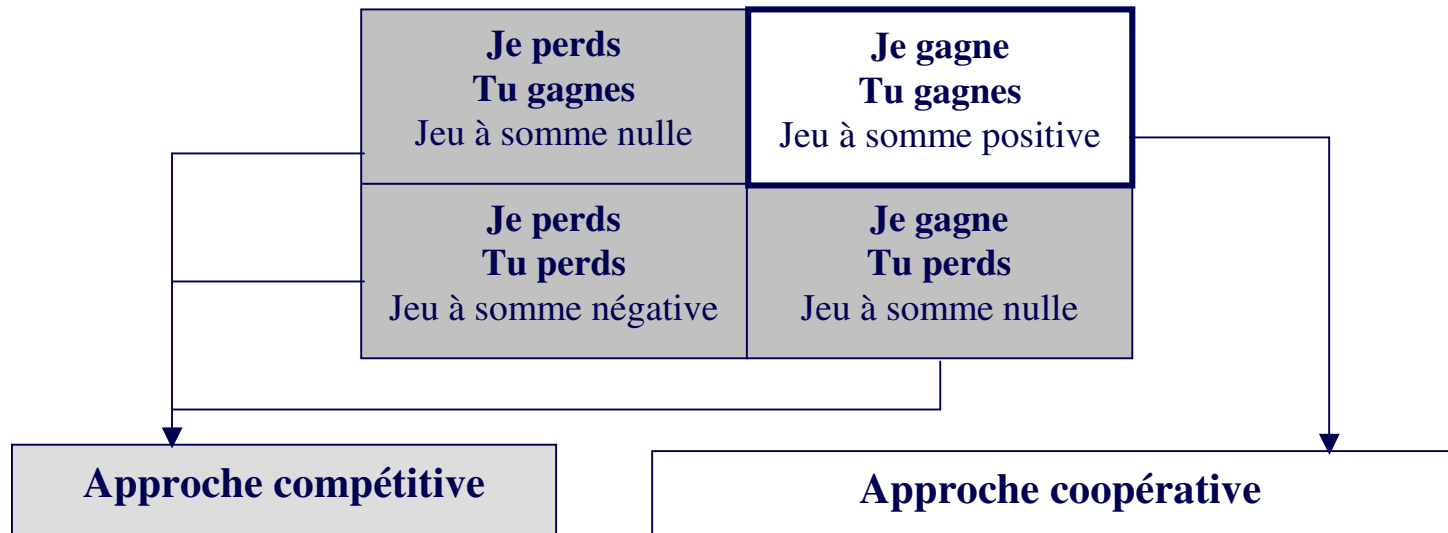 Je perds
Tu gagnes
Jeu à somme nulle
Je gagne
Tu gagnes
Jeu à somme positive
Je perds
Tu perds
Jeu à somme négative
Je gagne
Tu perds
Jeu à somme nulle
Approche compétitive
Approche coopérative